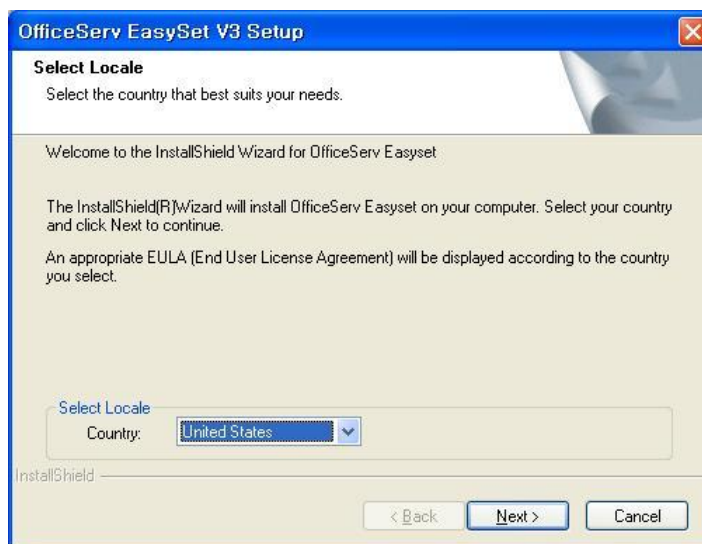 OfficeServ EasySet V3 Setup
Select Locale
Select the country that best suits your needs.
Welcome to the InstallShield Wizard for OfficeServ Easyset
The InstallShield(R)Wizard will install OfficeServ Easyset on your computer. Select your country
and click Next to continue.
An appropriate EULA (End User License Agreement) will be displayed according to the country
you select.
Select Locale
Country: United States
InstallShield
< Back Next > Cancel